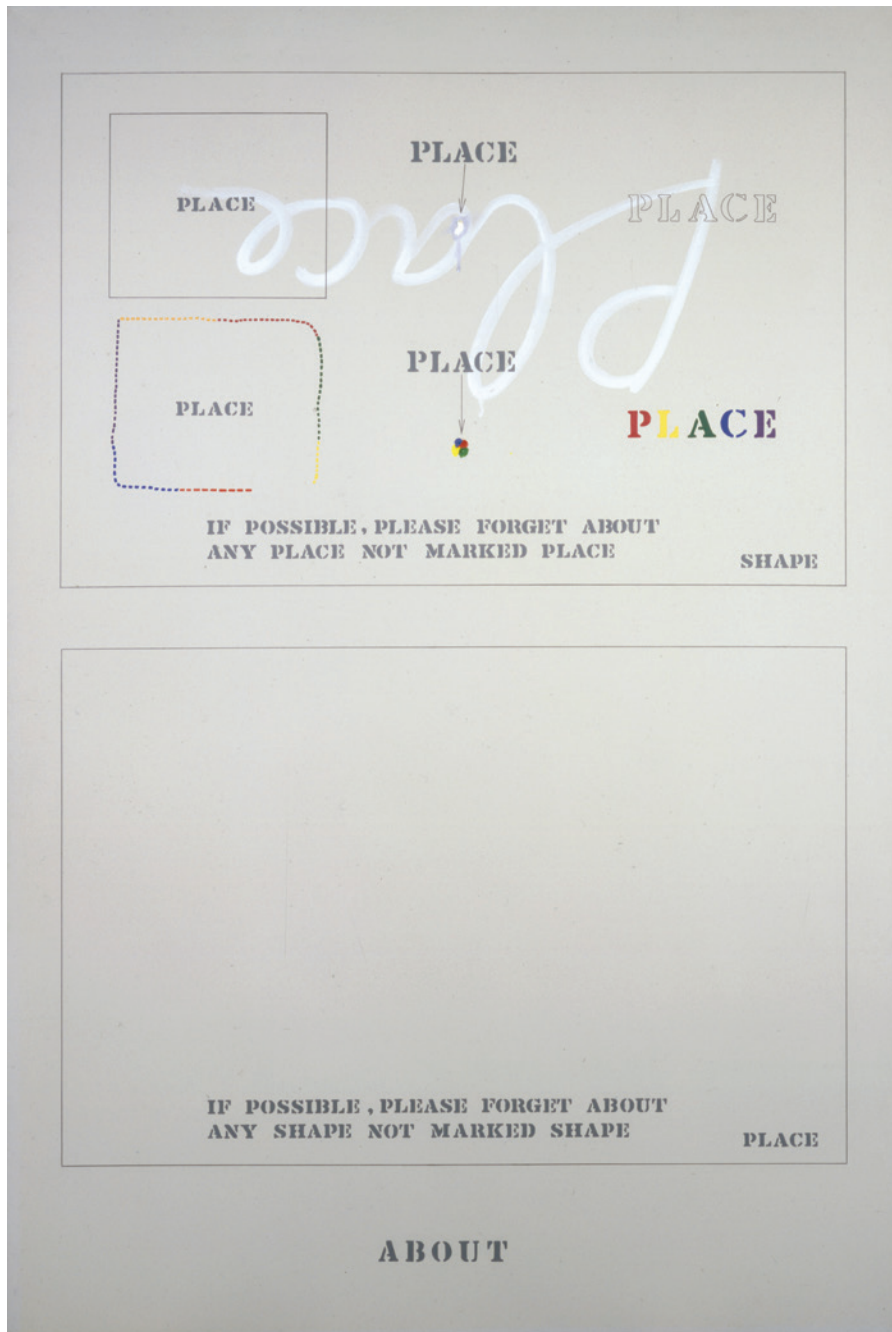 PLACE
PLACE
PLACE
Place
PLACE
PLACE
PLACE
IF POSSIBLE, PLEASE FORGET ABOUT
ANY PLACE NOT MARKED PLACE
SHAPE
IF POSSIBLE, PLEASE FORGET ABOUT
ANY SHAPE NOT MARKED SHAPE
PLACE
ABOUT